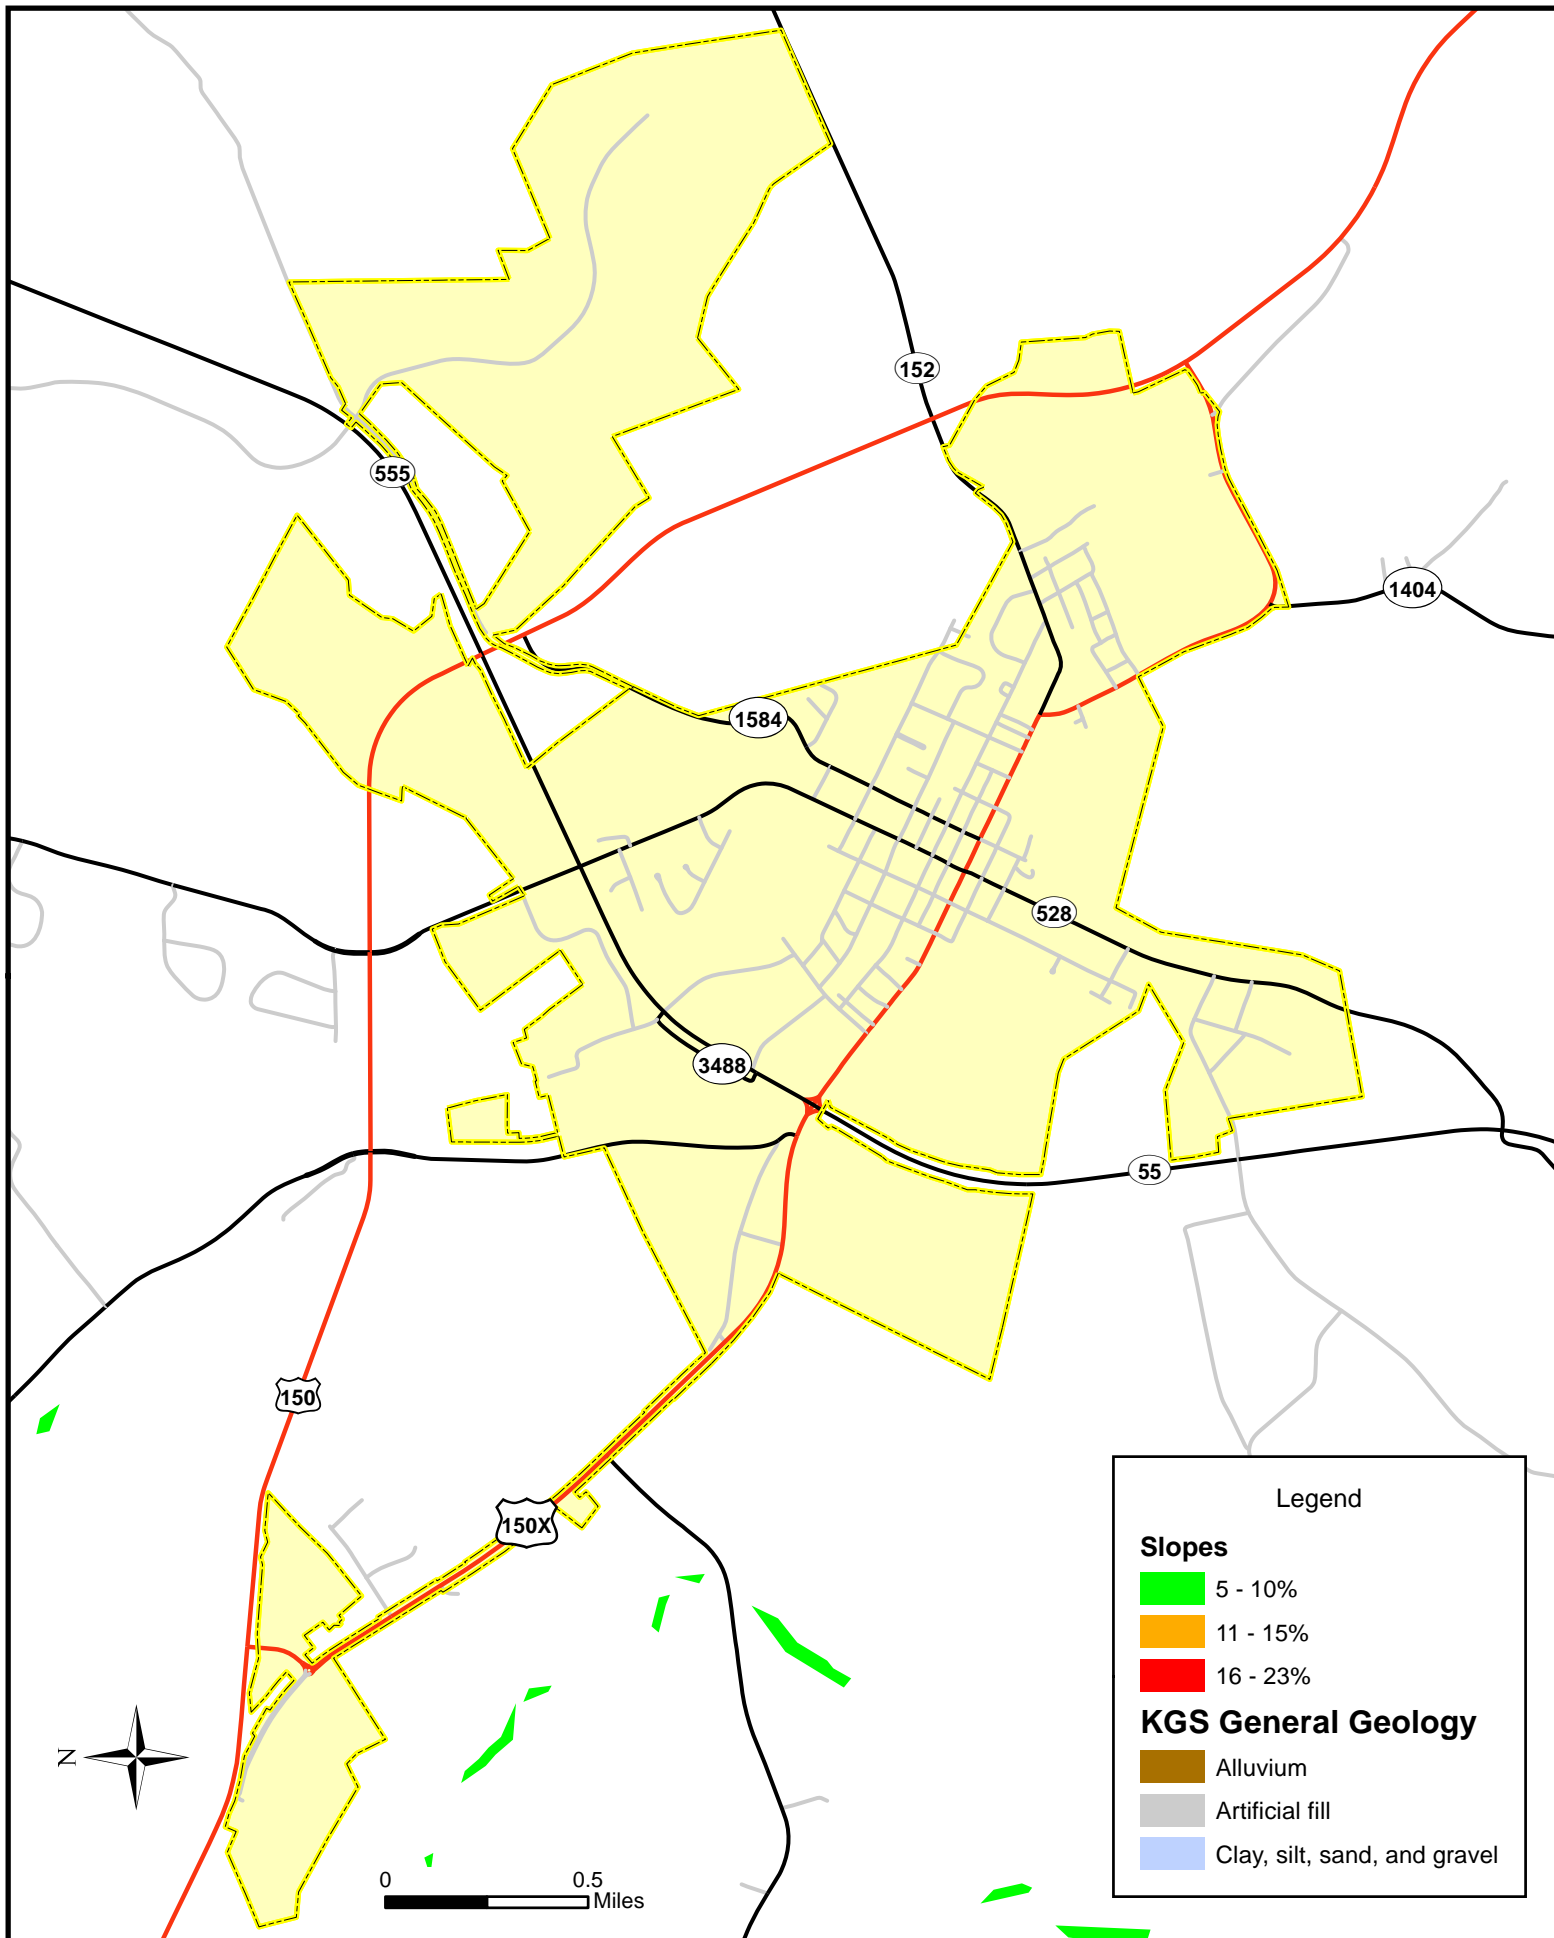 152
555
1404
1584
528
3488
55
150
150X
Legend
Slopes
5 - 10%
11 - 15%
16 - 23%
KGS General Geology
Alluvium
Artificial fill
Clay, silt, sand, and gravel
N
0 0.5
Miles